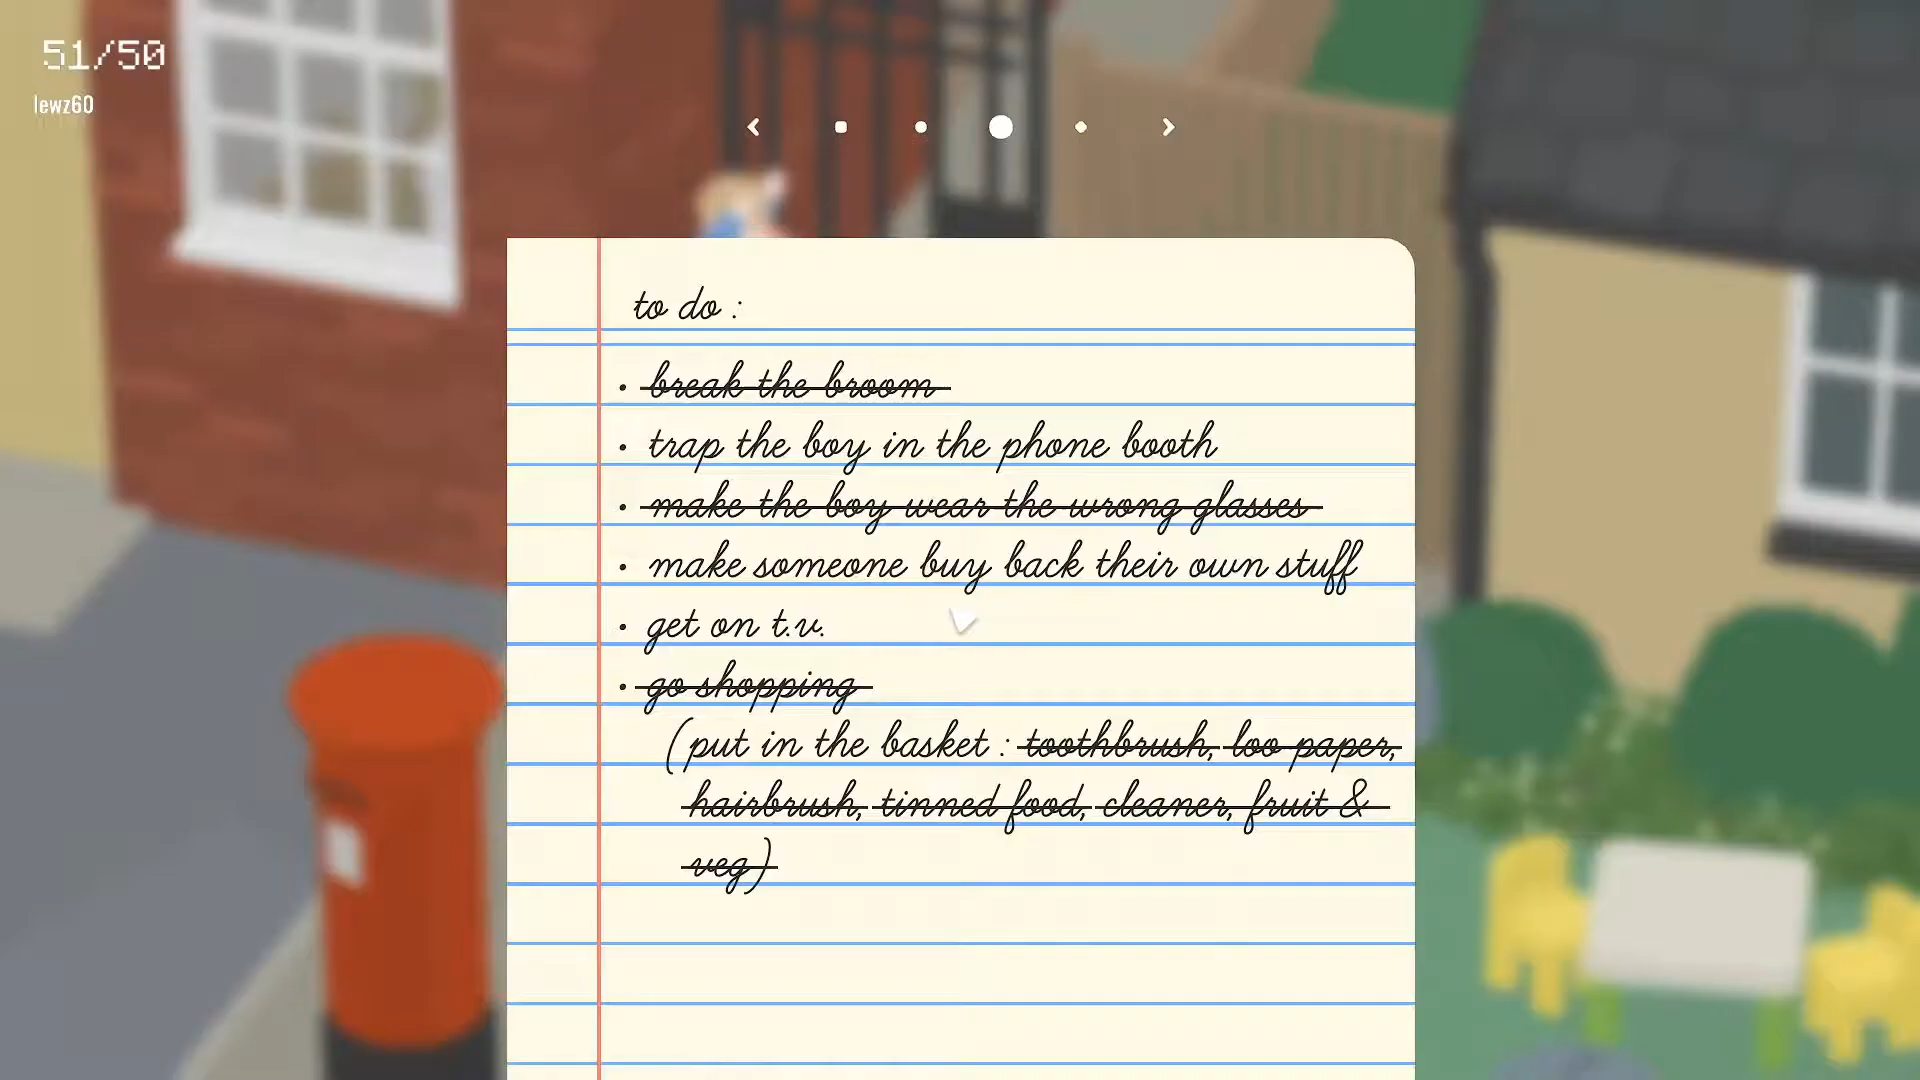 51/50
lewz60
to do :
• break the broom
• trap the boy in the phone booth
• make the boy wear the wrong glasses
• make someone buy back their own stuff
• get on t.v.
• go shopping
(put in the basket : toothbrush, loo paper,
hairbrush, tinned food, cleaner, fruit &
veg)